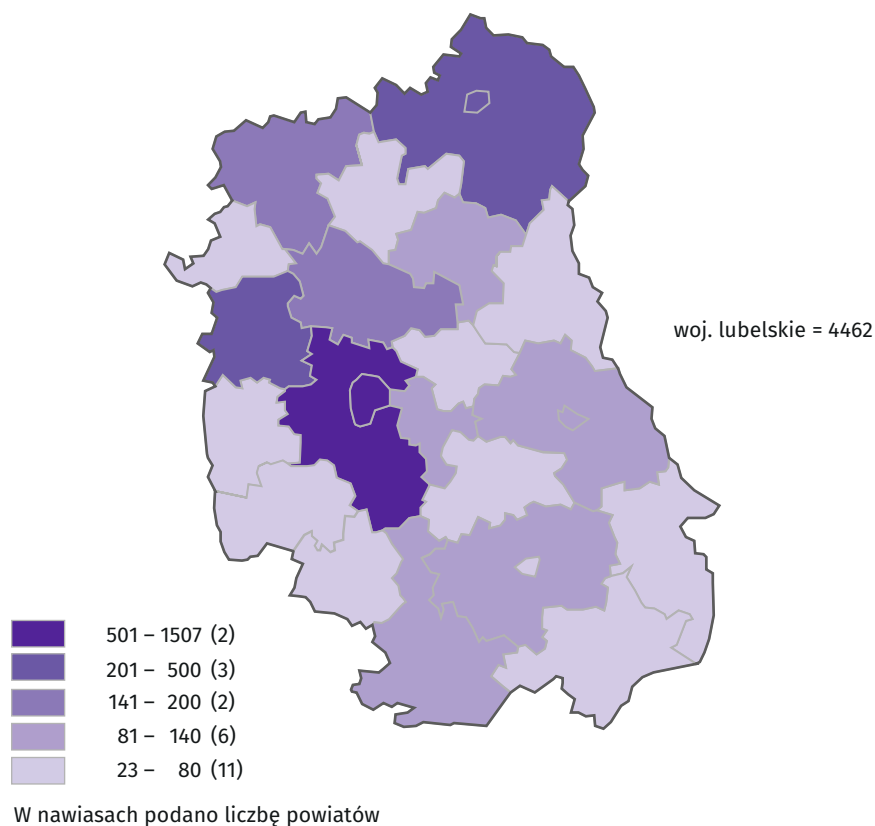 woj. lubelskie = 4462
501 – 1507 (2)
201 – 500 (3)
141 – 200 (2)
81 – 140 (6)
23 – 80 (11)
W nawiasach podano liczbę powiatów